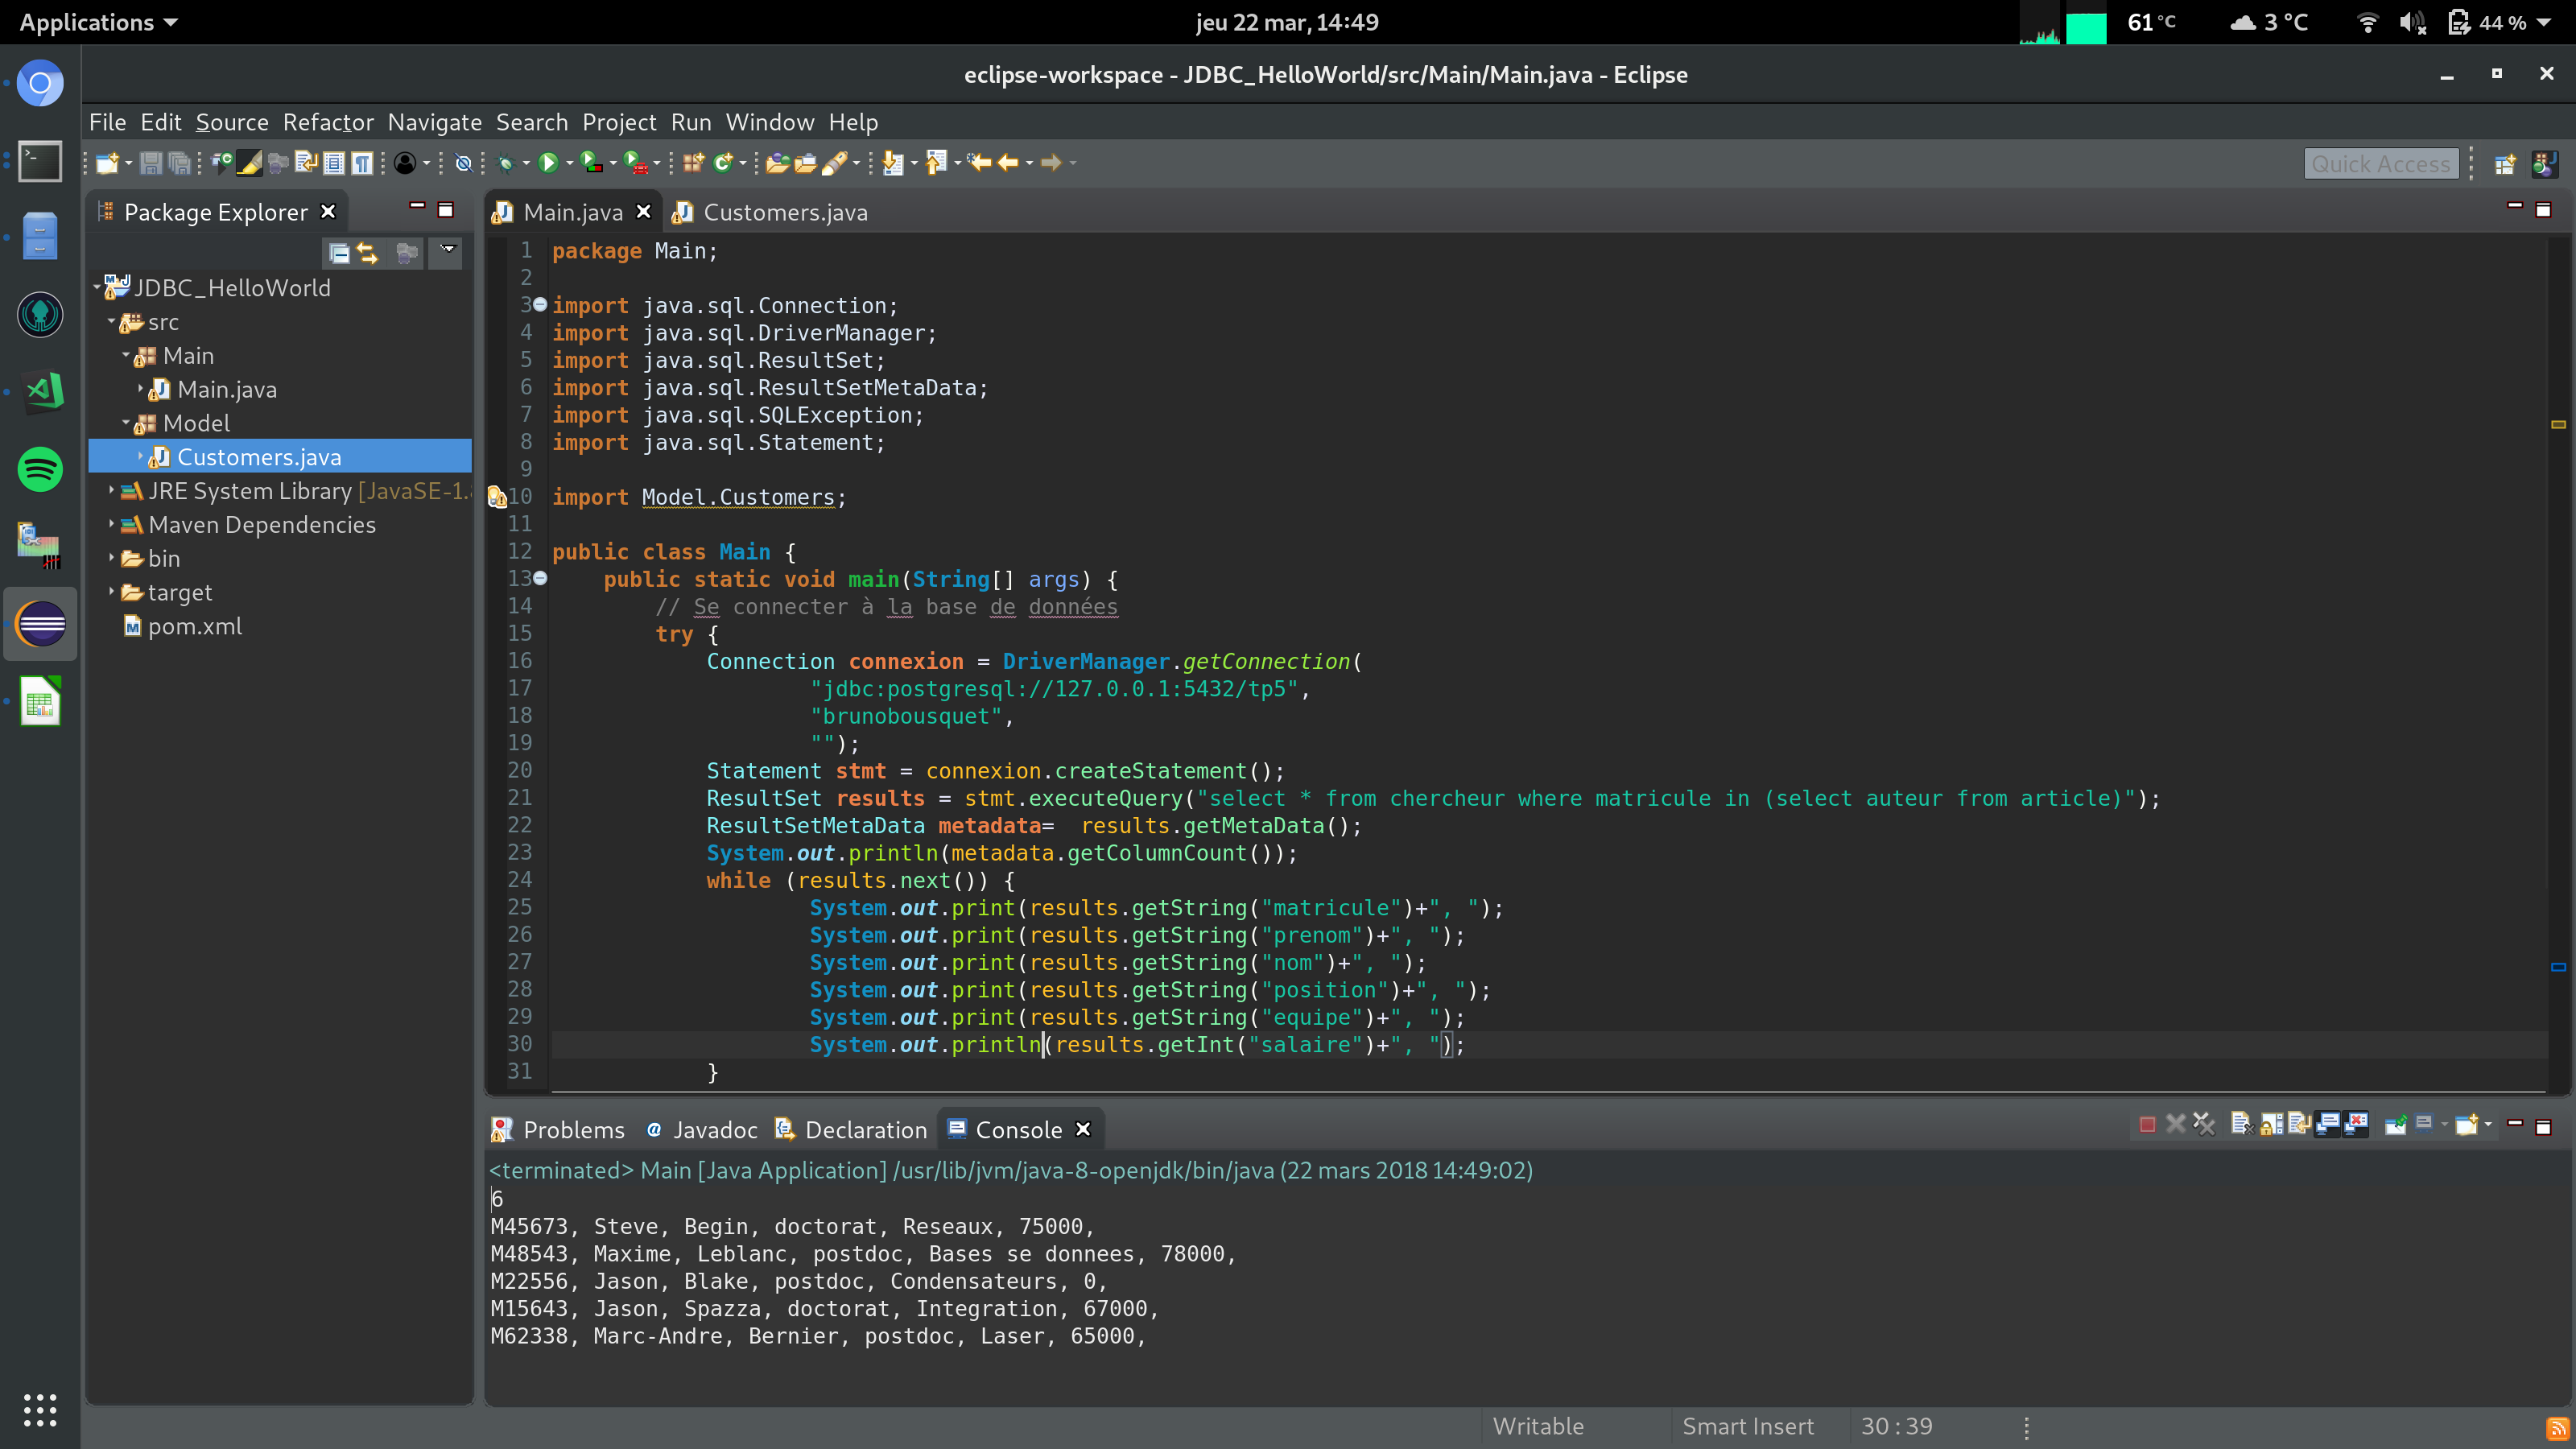 Applications
jeu 22 mar, 14:49
61 °C
3 °C
44 %
eclipse-workspace - JDBC_HelloWorld/src/Main/Main.java - Eclipse
File Edit Source Refactor Navigate Search Project Run Window Help
Quick Access
Package Explorer
JDBC_HelloWorld
src
Main
Main.java
Model
Customers.java
JRE System Library [JavaSE-1.8
Maven Dependencies
bin
target
pom.xml
Main.java
Customers.java
1 package Main;
2
3 import java.sql.Connection;
4 import java.sql.DriverManager;
5 import java.sql.ResultSet;
6 import java.sql.ResultSetMetaData;
7 import java.sql.SQLException;
8 import java.sql.Statement;
9
10 import Model.Customers;
11
12 public class Main {
13     public static void main(String[] args) {
14         // Se connecter à la base de données
15         try {
16             Connection connexion = DriverManager.getConnection(
17                     "jdbc:postgresql://127.0.0.1:5432/tp5",
18                     "brunobousquet",
19                     "");
20             Statement stmt = connexion.createStatement();
21             ResultSet results = stmt.executeQuery("select * from chercheur where matricule in (select auteur from article)");
22             ResultSetMetaData metadata=  results.getMetaData();
23             System.out.println(metadata.getColumnCount());
24             while (results.next()) {
25                     System.out.print(results.getString("matricule")+", ");
26                     System.out.print(results.getString("prenom")+", ");
27                     System.out.print(results.getString("nom")+", ");
28                     System.out.print(results.getString("position")+", ");
29                     System.out.print(results.getString("equipe")+", ");
30                     System.out.println(results.getInt("salaire")+", ");
31             }
Problems
Javadoc
Declaration
Console
<terminated> Main [Java Application] /usr/lib/jvm/java-8-openjdk/bin/java (22 mars 2018 14:49:02)
6
M45673, Steve, Begin, doctorat, Reseaux, 75000,
M48543, Maxime, Leblanc, postdoc, Bases se donnees, 78000,
M22556, Jason, Blake, postdoc, Condensateurs, 0,
M15643, Jason, Spazza, doctorat, Integration, 67000,
M62338, Marc-Andre, Bernier, postdoc, Laser, 65000,
Writable
Smart Insert
30 : 39